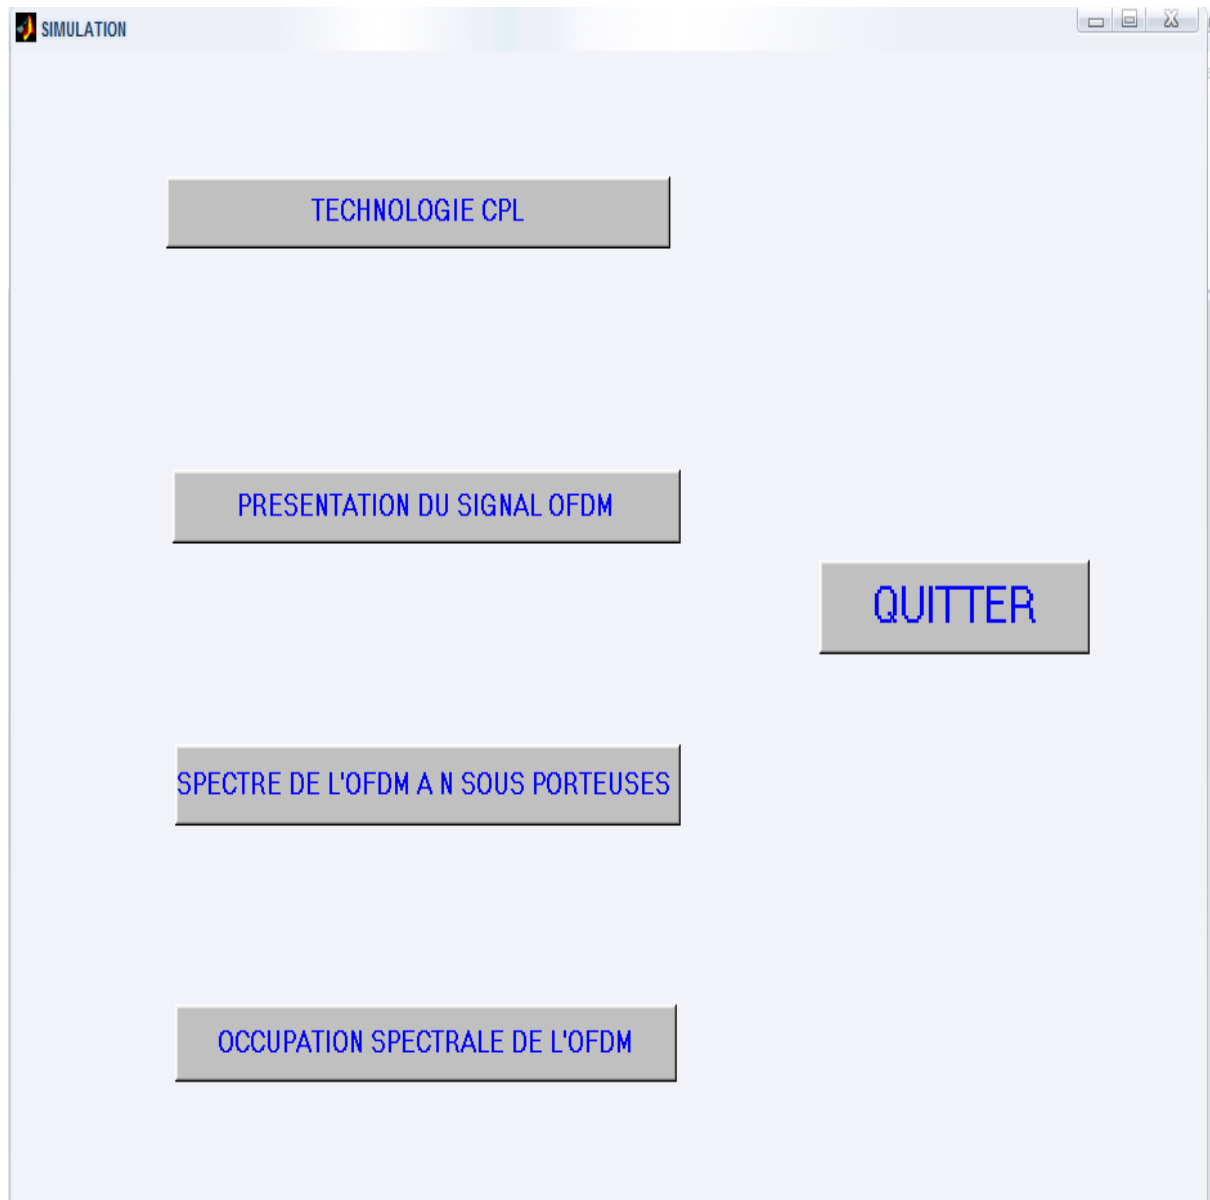 SIMULATION
TECHNOLOGIE CPL
PRESENTATION DU SIGNAL OFDM
QUITTER
SPECTRE DE L'OFDM A N SOUS PORTEUSES
OCCUPATION SPECTRALE DE L'OFDM